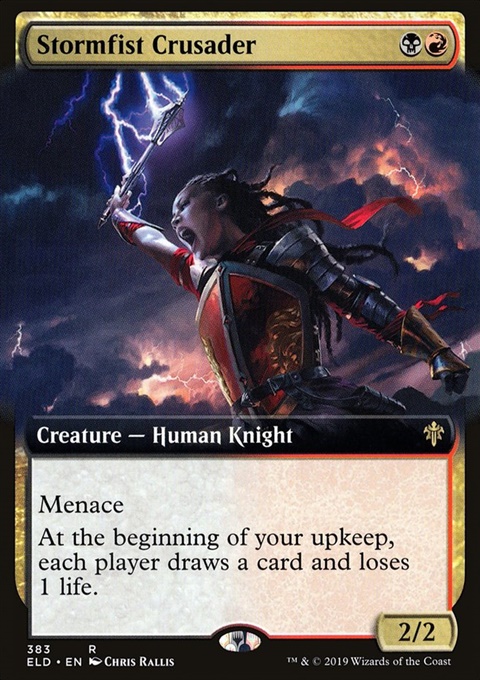 Stormfist Crusader
Creature — Human Knight
Menace
At the beginning of your upkeep,
each player draws a card and loses
1 life.
2/2
383 R
ELD • EN Chris Rallis
™ & © 2019 Wizards of the Coast